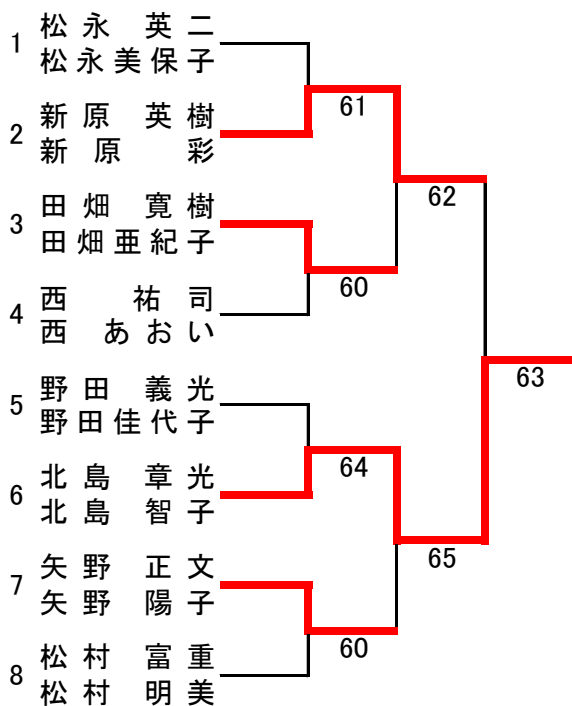 1 松永 英二
松永美保子
2 新原 英樹
新原 彩
3 田畑 寛樹
田畑亜紀子
4 西 祐司
西 あおい
5 野田 義光
野田佳代子
6 北島 章光
北島 智子
7 矢野 正文
矢野 陽子
8 松村 富重
松村 明美
61
60
64
60
62
65
63